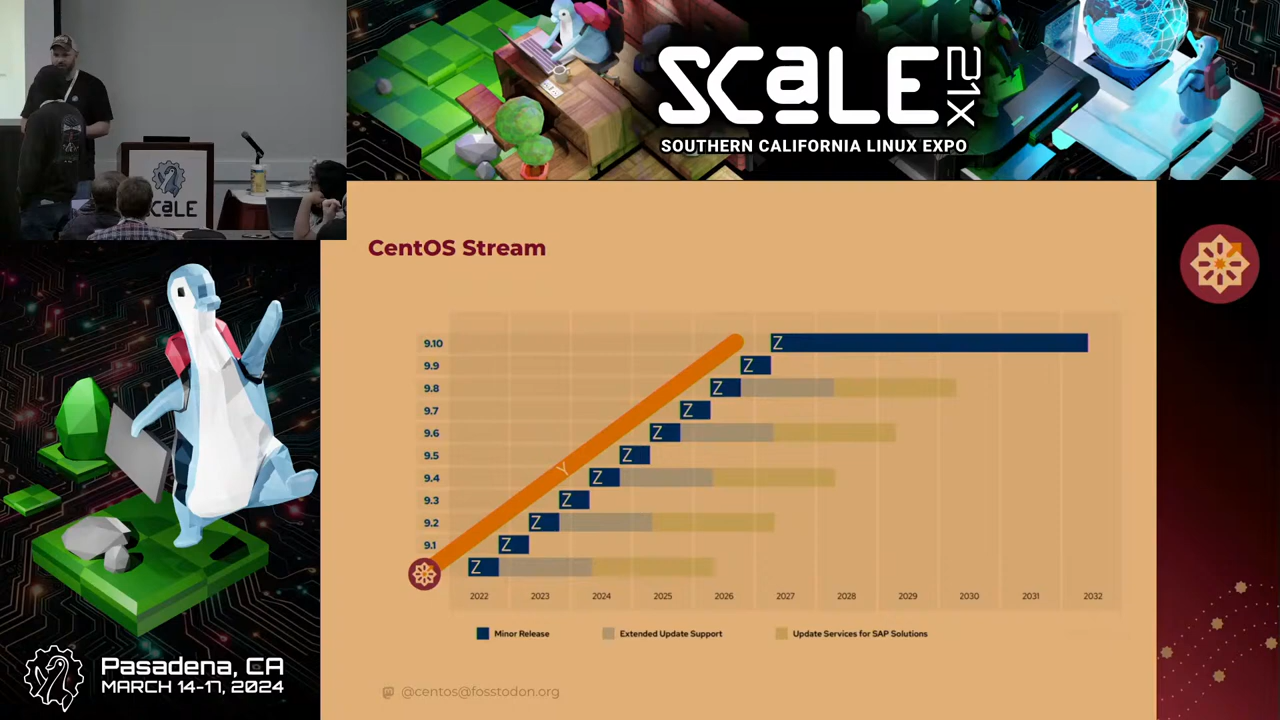 SCaLE 21X
SOUTHERN CALIFORNIA LINUX EXPO
SCaLE
CentOS Stream
9.10 Z
9.9 Z
9.8 Z
9.7 Z
9.6 Z
9.5 Z
Y
9.4 Z
9.3 Z
9.2 Z
9.1 Z
Z
2022 2023 2024 2025 2026 2027 2028 2029 2030 2031 2032
Minor Release Extended Update Support Update Services for SAP Solutions
@centos@fosstodon.org
Pasadena, CA
MARCH 14-17, 2024